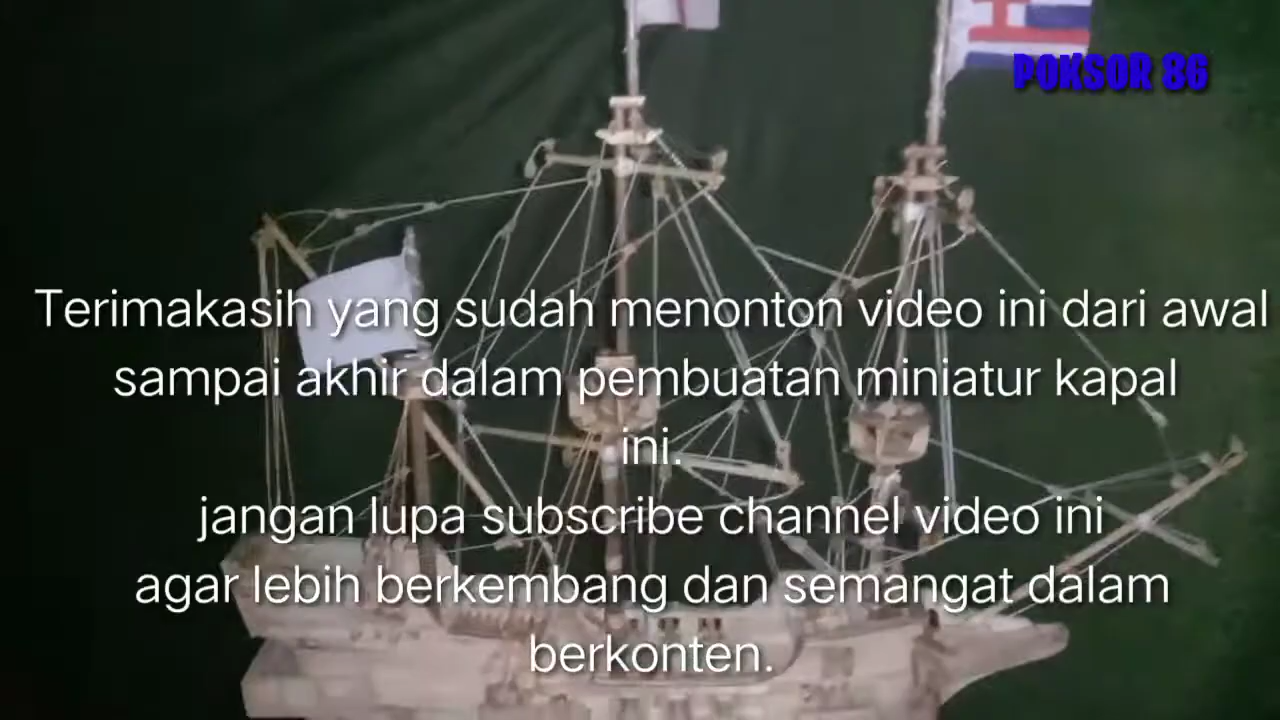 POKSOR 86
Terimakasih yang sudah menonton video ini dari awal
sampai akhir dalam pembuatan miniatur kapal
ini.
jangan lupa subscribe channel video ini
agar lebih berkembang dan semangat dalam
berkonten.